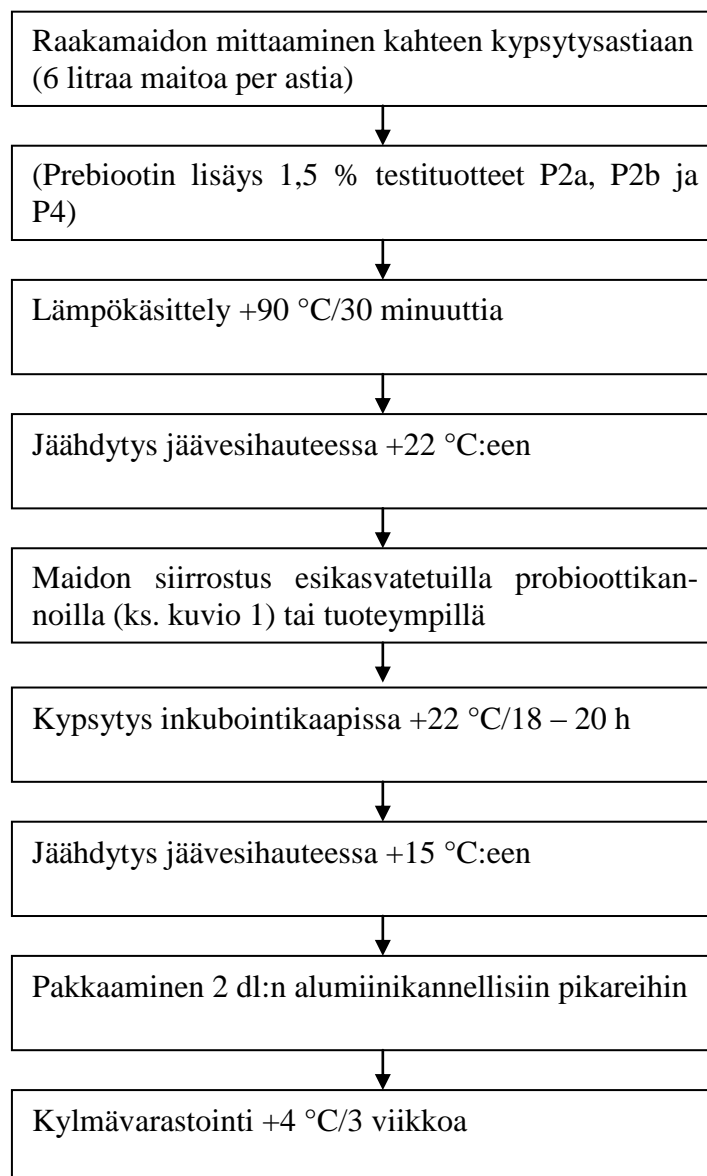 Raakamaidon mittaaminen kahteen kypsytysastiaan
(6 litraa maitoa per astia)
(Prebiootin lisäys 1,5 % testituotteet P2a, P2b ja
P4)
Lämpökäsittely +90 °C/30 minuuttia
Jäähdytys jäävesihauteessa +22 °C:een
Maidon siirrostus esikasvatetuilla probioottikan-
noilla (ks. kuvio 1) tai tuoteympillä
Kypsytys inkubointikaapissa +22 °C/18 – 20 h
Jäähdytys jäävesihauteessa +15 °C:een
Pakkaaminen 2 dl:n alumiinikannellisiin pikareihin
Kylmävarastointi +4 °C/3 viikkoa